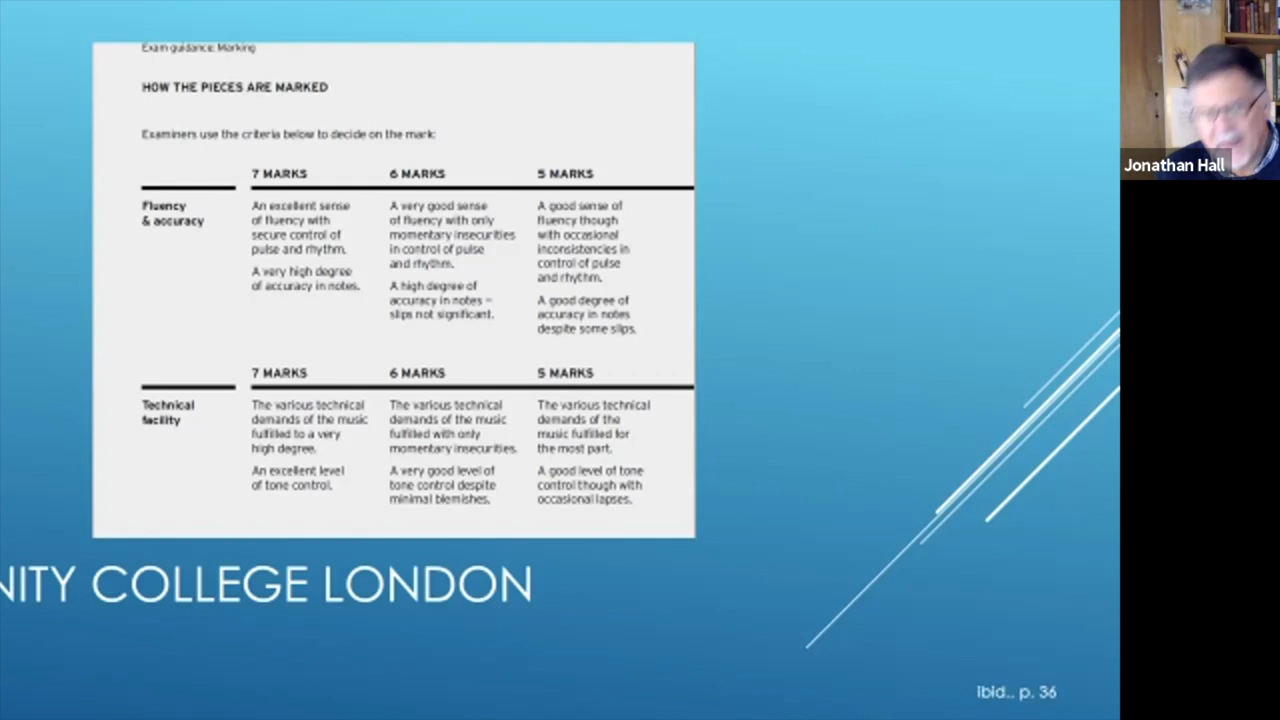 Exam guidance: Marking
HOW THE PIECES ARE MARKED
Examiners use the criteria below to decide on the mark:
7 MARKS 6 MARKS 5 MARKS
Fluency
& accuracy
An excellent sense
of fluency with
secure control of
pulse and rhythm.
A very high degree
of accuracy in notes.
A very good sense
of fluency with only
momentary insecurities
in control of pulse
and rhythm.
A high degree of
accuracy in notes –
slips not significant.
A good sense of
fluency though
with occasional
inconsistencies in
control of pulse
and rhythm.
A good degree of
accuracy in notes
despite some slips.
7 MARKS 6 MARKS 5 MARKS
Technical
facility
The various technical
demands of the music
fulfilled to a very
high degree.
An excellent level
of tone control.
The various technical
demands of the music
fulfilled with only
momentary insecurities.
A very good level of
tone control despite
minimal blemishes.
The various technical
demands of the
music fulfilled for
the most part.
A good level of tone
control though with
occasional lapses.
NITY COLLEGE LONDON
ibid.. p. 36
Jonathan Hall